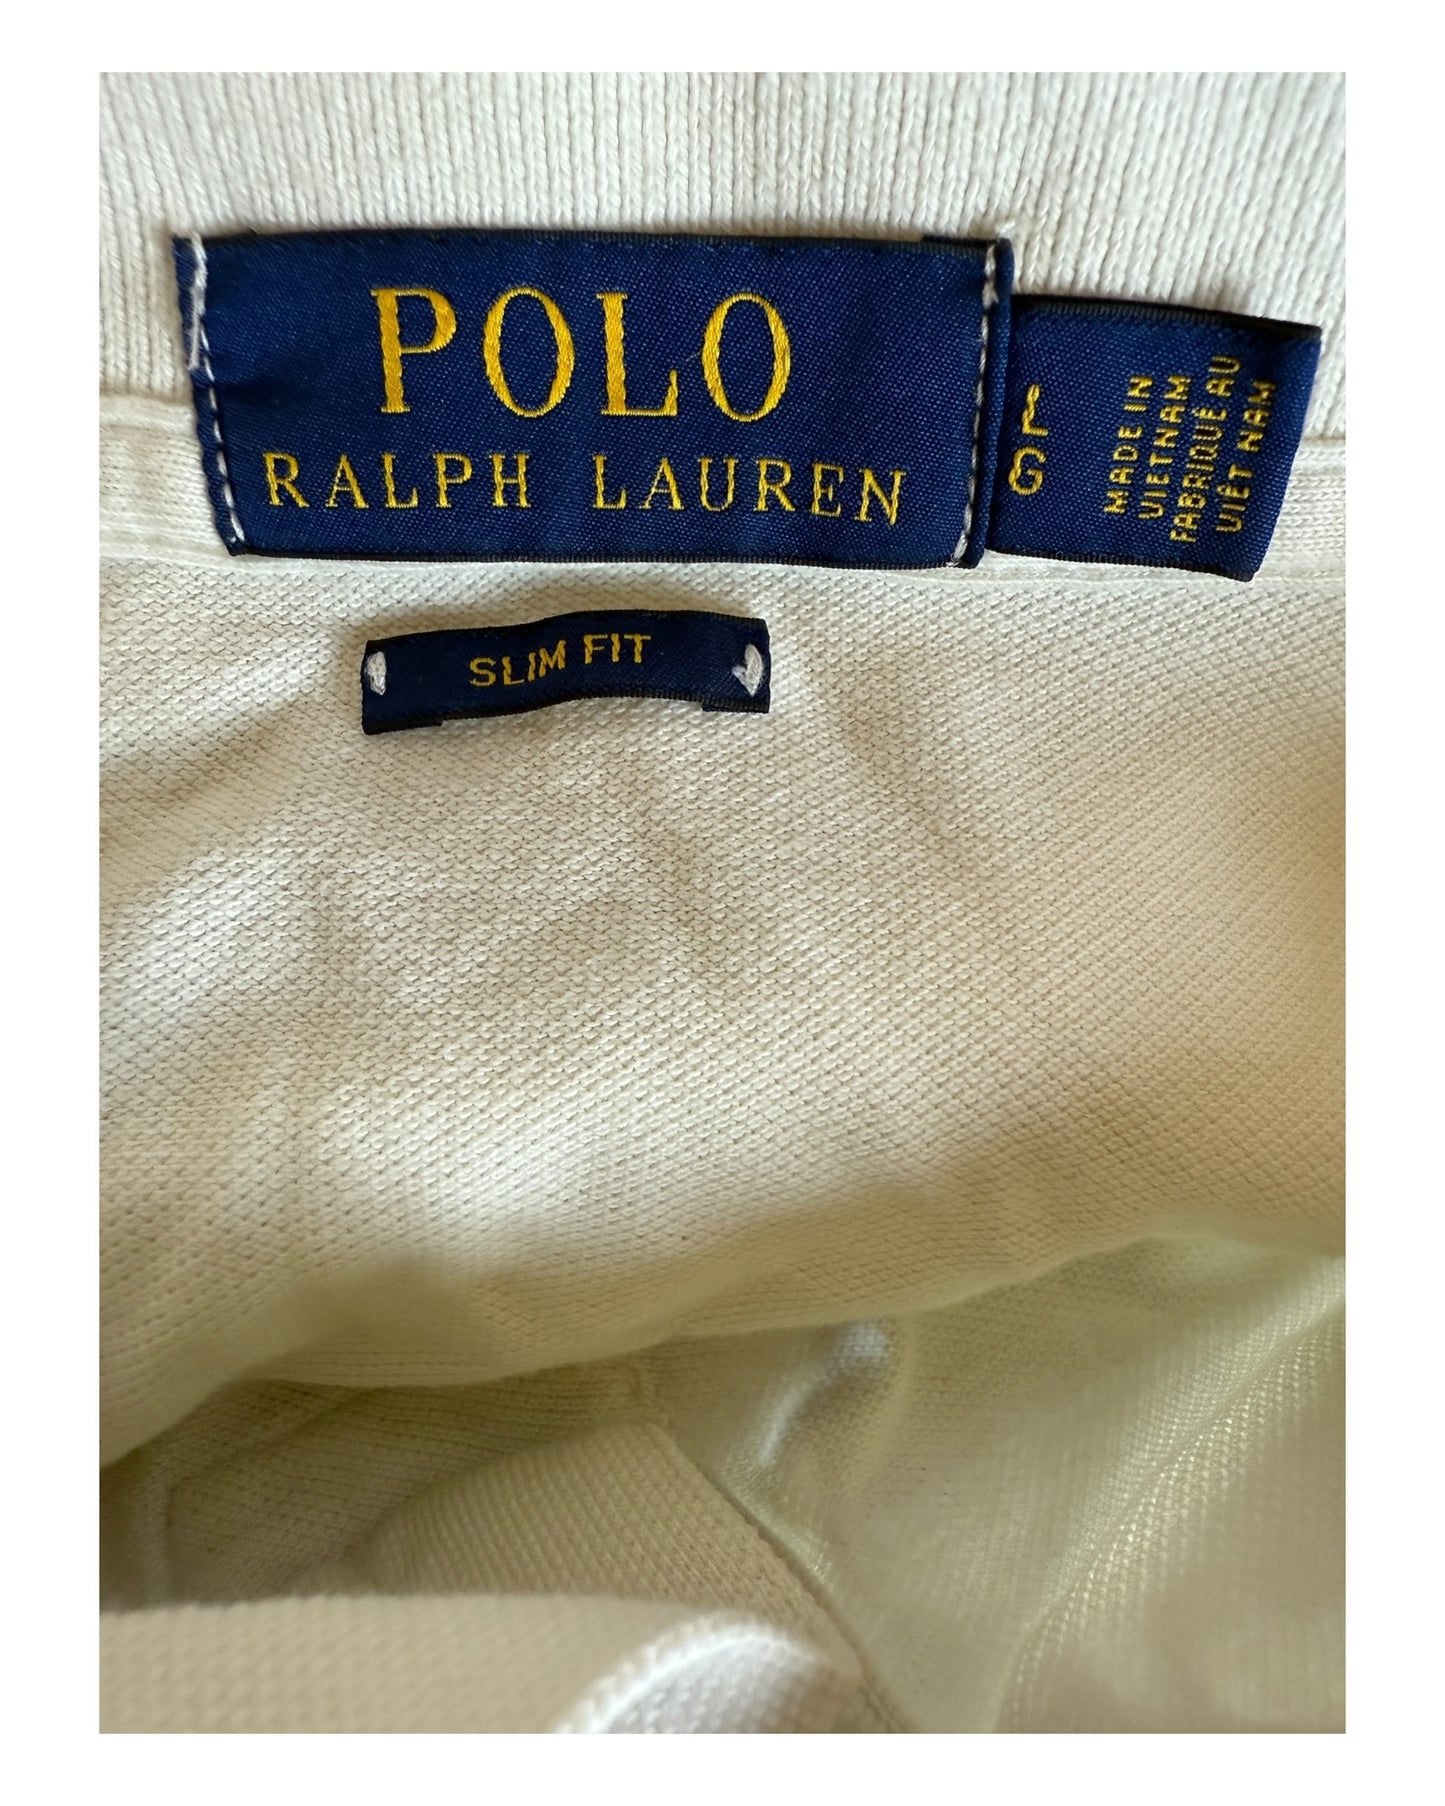 POLO
RALPH LAUREN
L
G
MADE IN
VIETNAM
FABRIQUÉ AU
VIÊT NAM
SLIM FIT